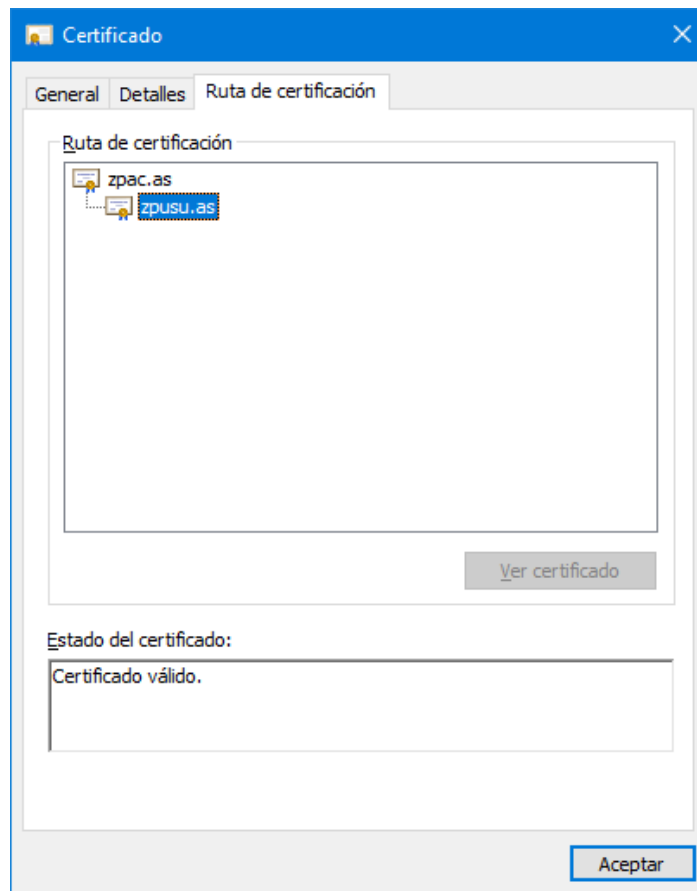 Certificado
General Detalles Ruta de certificación
Ruta de certificación
zpac.as
zpusu.as
Ver certificado
Estado del certificado:
Certificado válido.
Aceptar